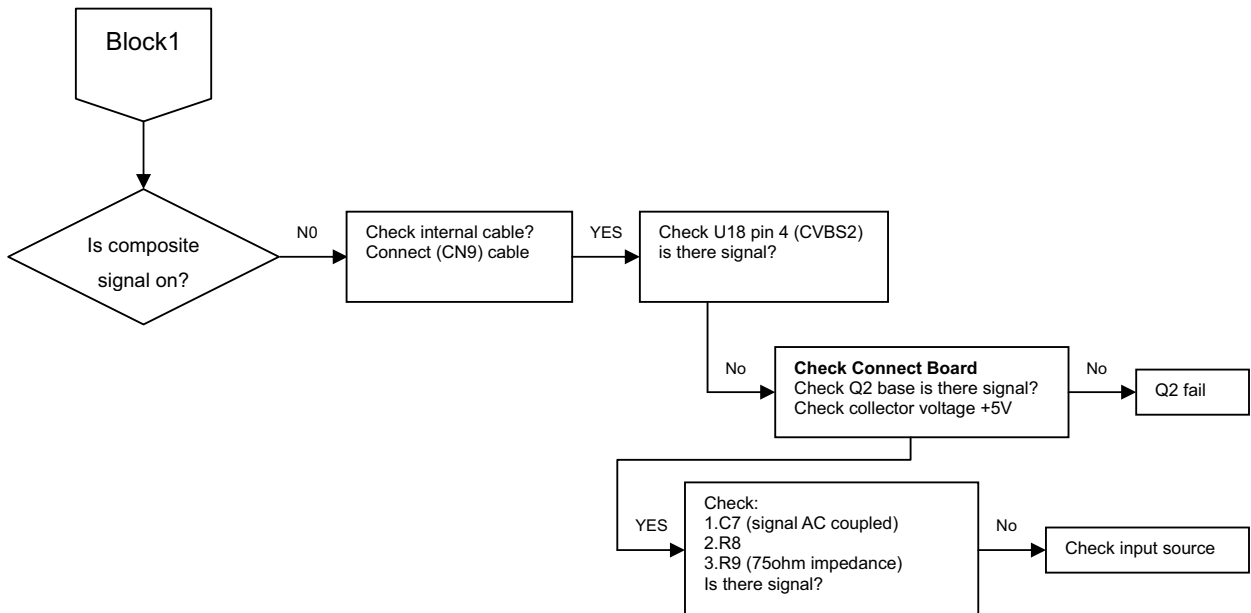 Block1
Is composite
signal on?
N0
Check internal cable?
Connect (CN9) cable
YES
Check U18 pin 4 (CVBS2)
is there signal?
No
Check Connect Board
Check Q2 base is there signal?
Check collector voltage +5V
No
Q2 fail
YES
Check:
1.C7 (signal AC coupled)
2.R8
3.R9 (75ohm impedance)
Is there signal?
No
Check input source